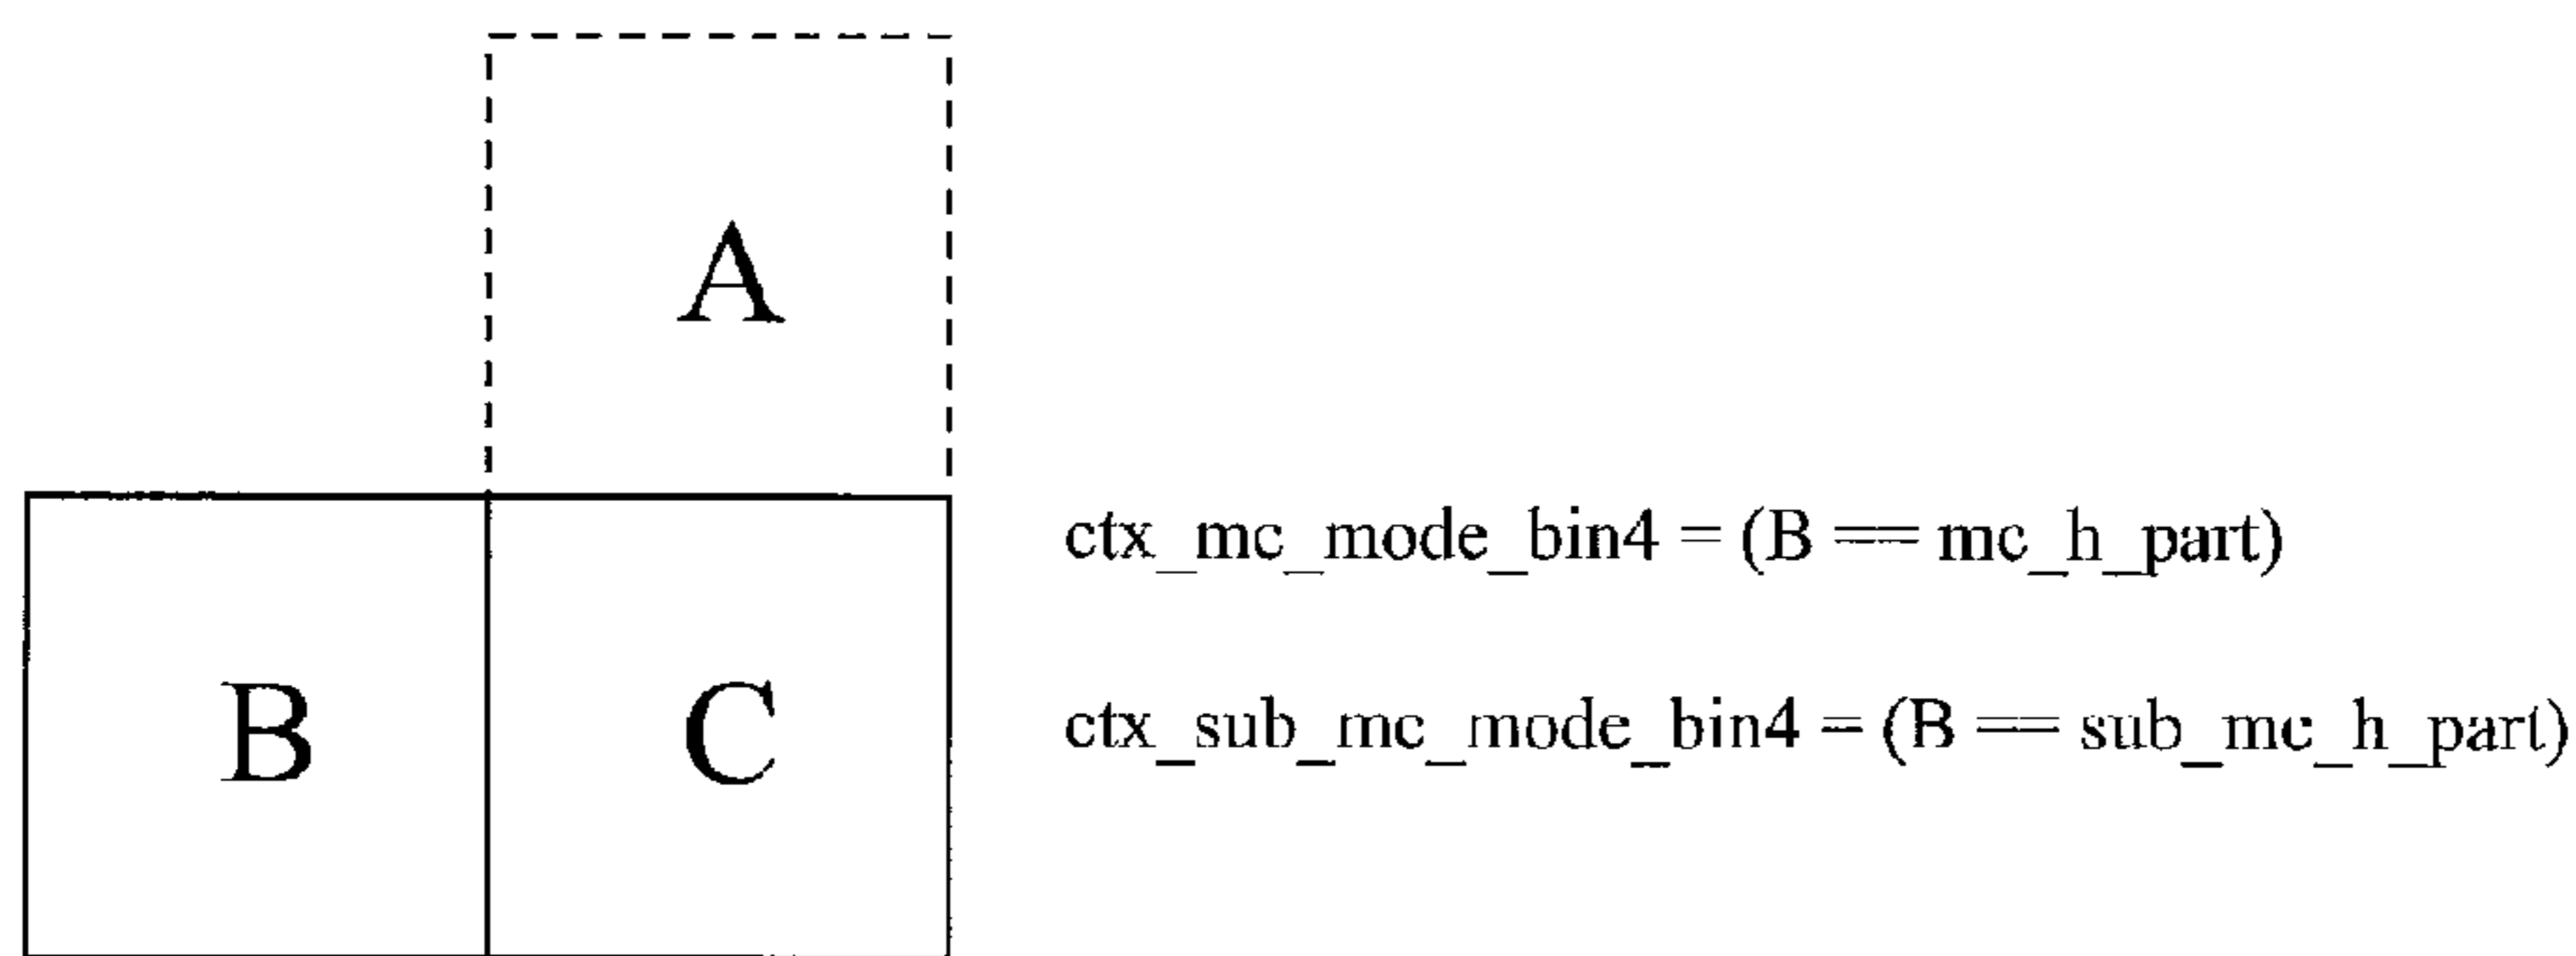 A
ctx_mc_mode_bin4 = (B == mc_h_part)
B C
ctx_sub_mc_mode_bin4 = (B == sub_mc_h_part)